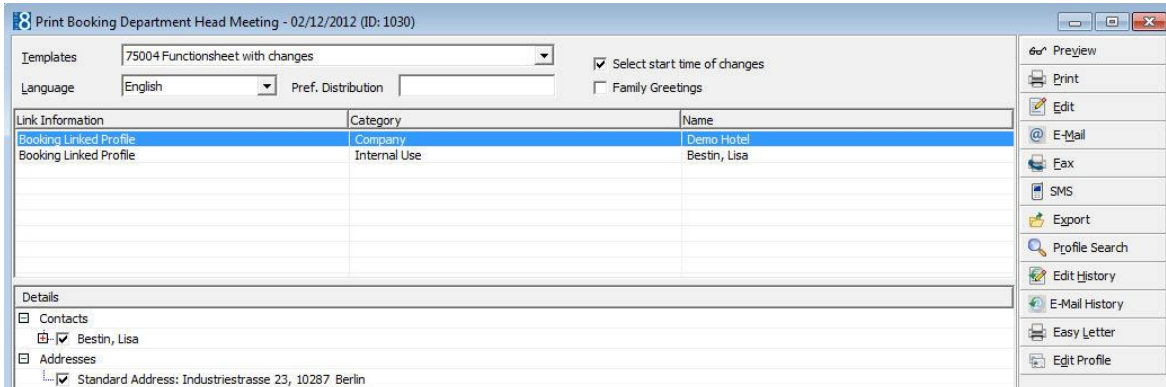 8 Print Booking Department Head Meeting - 02/12/2012 (ID: 1030)
Templates 75004 Functionsheet with changes Select start time of changes
Language English Pref. Distribution Family Greetings
Link Information Category Name
Booking Linked Profile Company Demo Hotel
Booking Linked Profile Internal Use Bestin, Lisa
Details
Contacts
Bestin, Lisa
Addresses
Standard Address: Industriestrasse 23, 10287 Berlin
Preview
Print
Edit
E-Mail
Fax
SMS
Export
Profile Search
Edit History
E-Mail History
Easy Letter
Edit Profile